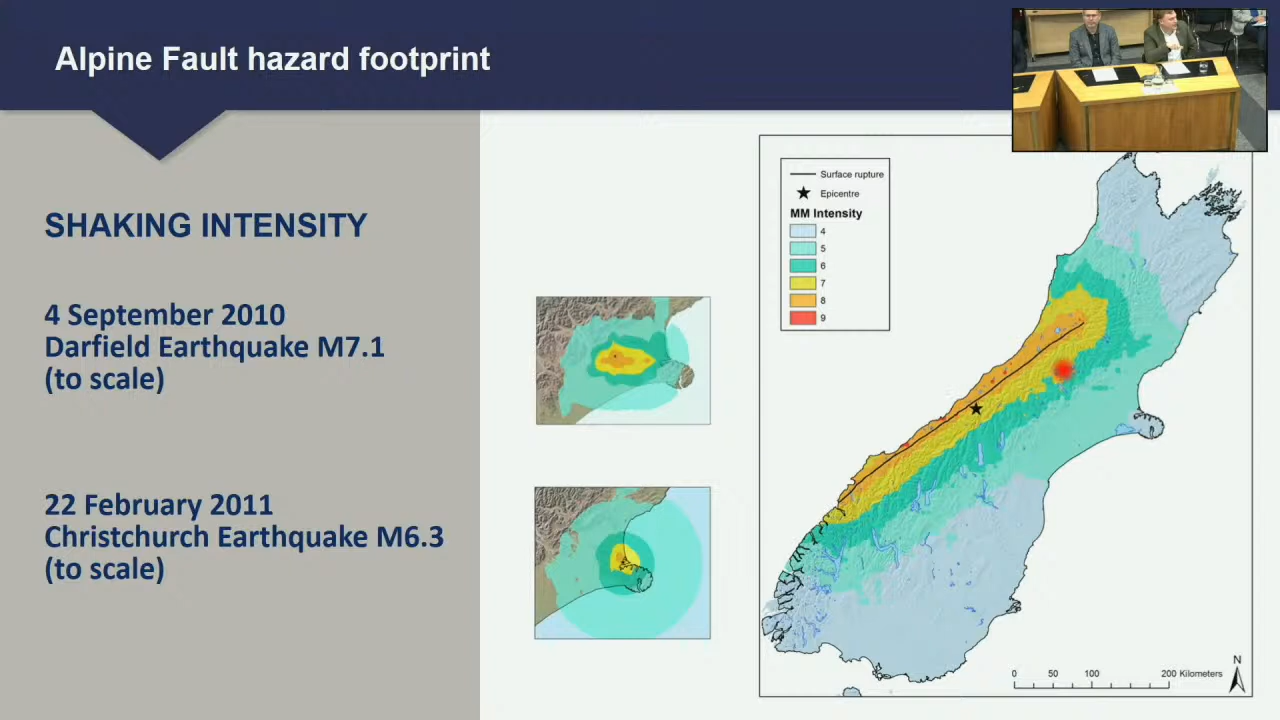 Alpine Fault hazard footprint
SHAKING INTENSITY
4 September 2010
Darfield Earthquake M7.1
(to scale)
22 February 2011
Christchurch Earthquake M6.3
(to scale)
Surface rupture
Epicentre
MM Intensity
4
5
6
7
8
9
N
0 50 100 200 Kilometers